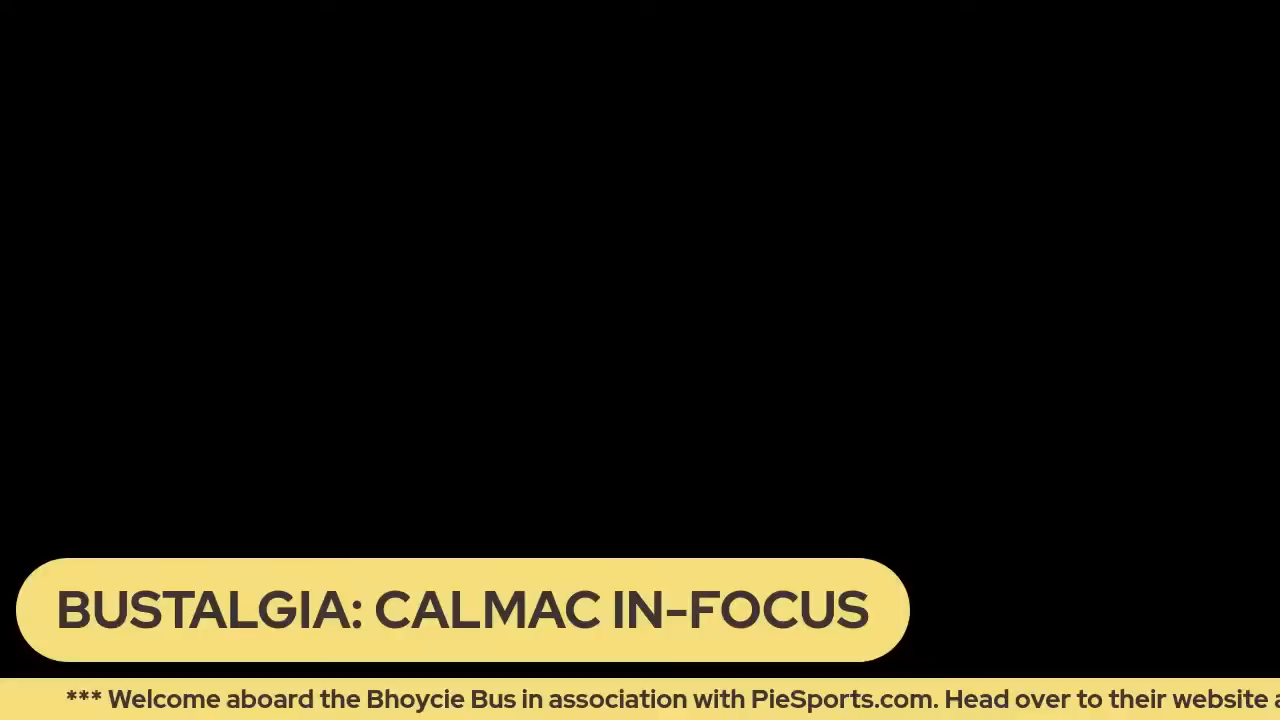 BUSTALGIA: CALMAC IN-FOCUS
*** Welcome aboard the Bhoycie Bus in association with PieSports.com. Head over to their website